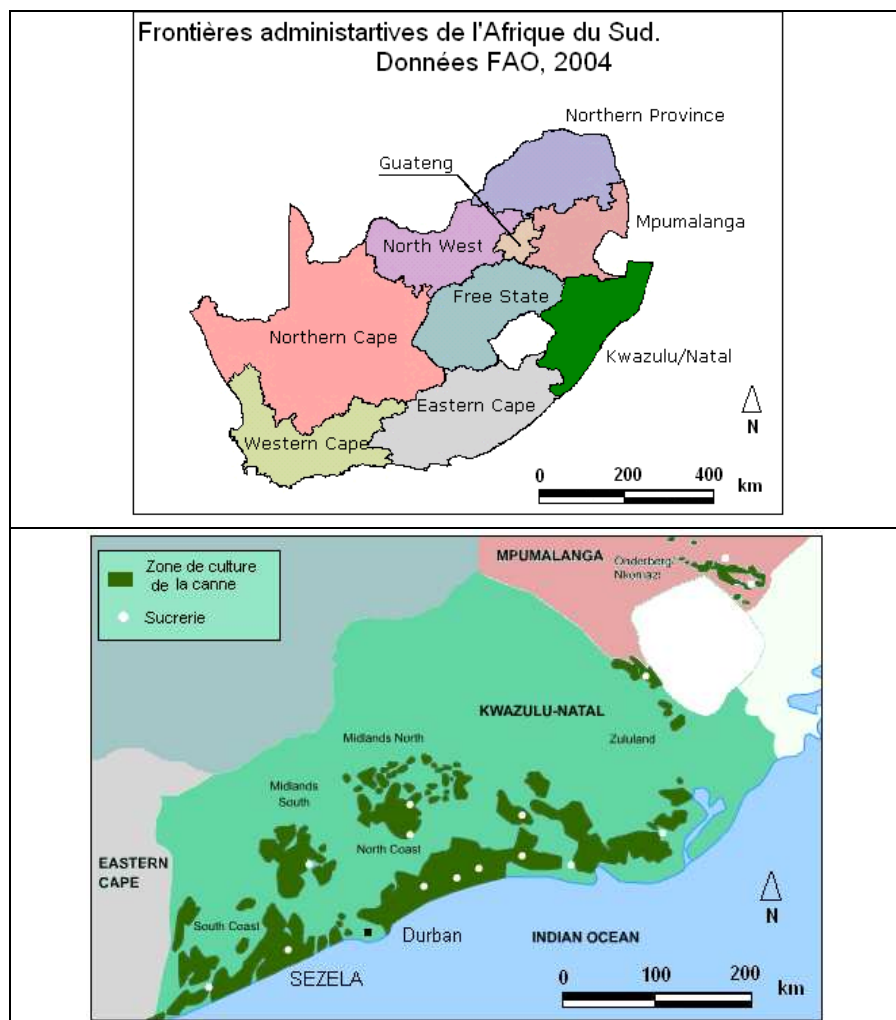 Frontières administartives de l'Afrique du Sud.
Données FAO, 2004
Northern Province
Guateng
Mpumalanga
North West
Free State
Northern Cape
Kwazulu/Natal
Eastern Cape
Western Cape
N
0 200 400
km
Zone de culture
de la canne
Sucrerie
MPUMALANGA
Onderberg/
Nkomazi
KWAZULU-NATAL
Midlands North
Zululand
Midlands
South
North Coast
EASTERN
CAPE
South Coast
N
Durban
INDIAN OCEAN
SEZELA
0 100 200
km